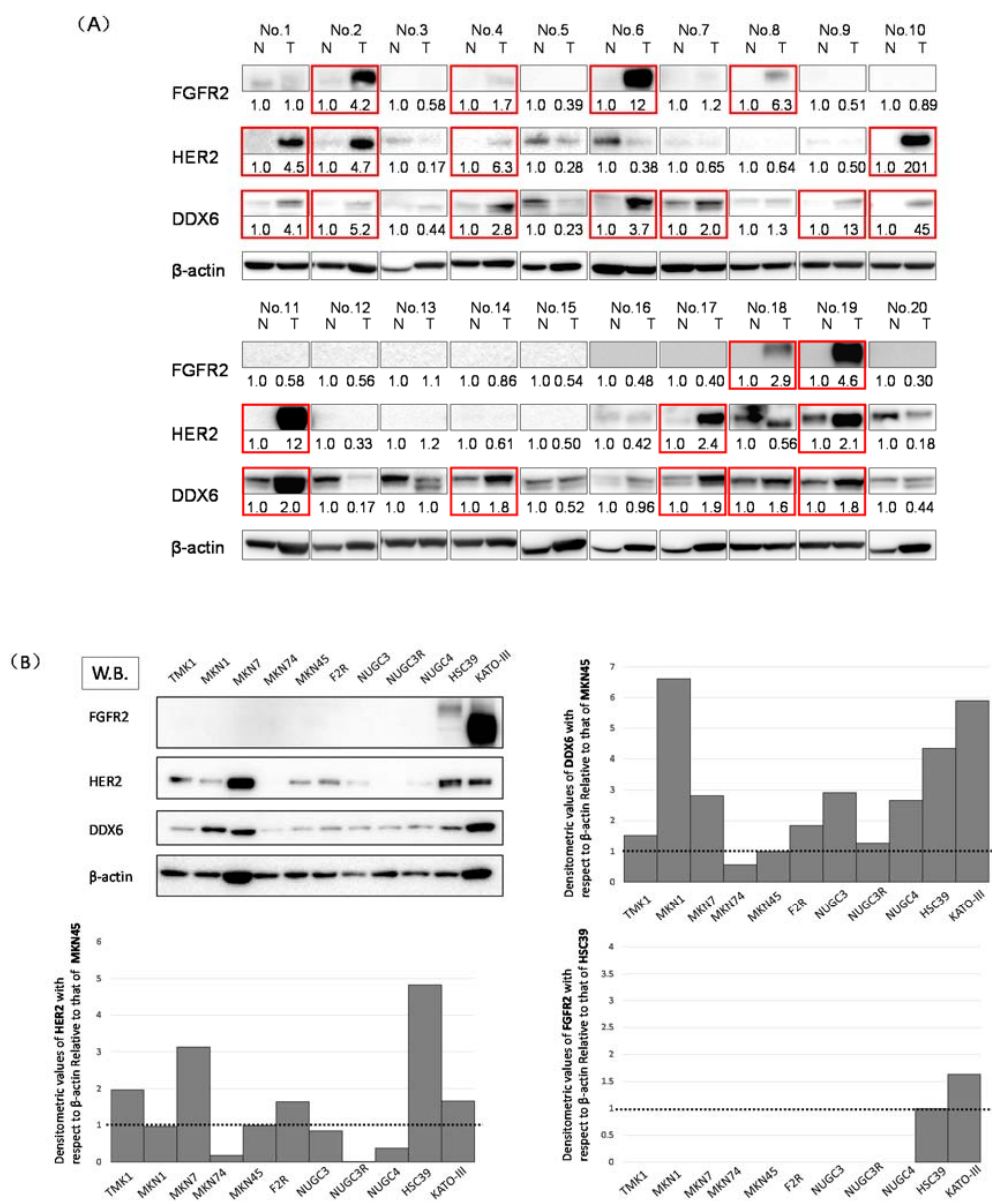 (A)
No.1 No.2 No.3 No.4 No.5 No.6 No.7 No.8 No.9 No.10
N T N T N T N T N T N T N T N T N T N T
FGFR2
1.0 1.0 1.0 4.2 1.0 0.58 1.0 1.7 1.0 0.39 1.0 12 1.0 1.2 1.0 6.3 1.0 0.51 1.0 0.89
HER2
1.0 4.5 1.0 4.7 1.0 0.17 1.0 6.3 1.0 0.28 1.0 0.38 1.0 0.65 1.0 0.64 1.0 0.50 1.0 201
DDX6
1.0 4.1 1.0 5.2 1.0 0.44 1.0 2.8 1.0 0.23 1.0 3.7 1.0 2.0 1.0 1.3 1.0 13 1.0 45
β-actin
No.11 No.12 No.13 No.14 No.15 No.16 No.17 No.18 No.19 No.20
N T N T N T N T N T N T N T N T N T N T
FGFR2
1.0 0.58 1.0 0.56 1.0 1.1 1.0 0.86 1.0 0.54 1.0 0.48 1.0 0.40 1.0 2.9 1.0 4.6 1.0 0.30
HER2
1.0 12 1.0 0.33 1.0 1.2 1.0 0.61 1.0 0.50 1.0 0.42 1.0 2.4 1.0 0.56 1.0 2.1 1.0 0.18
DDX6
1.0 2.0 1.0 0.17 1.0 1.0 1.0 1.8 1.0 0.52 1.0 0.96 1.0 1.9 1.0 1.6 1.0 1.8 1.0 0.44
β-actin
(B)
W.B.
TMK1 MKN1 MKN7 MKN74 MKN45 F2R NUGC3 NUGC3R NUGC4 HSC39 KATO-III
FGFR2
HER2
DDX6
β-actin
Densitometric values of DDX6 with
respect to β-actin Relative to that of MKN45
7
6
5
4
3
2
1
0
TMK1 MKN1 MKN7 MKN74 MKN45 F2R NUGC3 NUGC3R NUGC4 HSC39 KATO-III
Densitometric values of HER2 with
respect to β-actin Relative to that of MKN45
6
5
4
3
2
1
0
TMK1 MKN1 MKN7 MKN74 MKN45 F2R NUGC3 NUGC3R NUGC4 HSC39 KATO-III
Densitometric values of FGFR2 with
respect to β-actin Relative to that of HSC39
4
3.5
3
2.5
2
1.5
1
0.5
0
TMK1 MKN1 MKN7 MKN74 MKN45 F2R NUGC3 NUGC3R NUGC4 HSC39 KATO-III